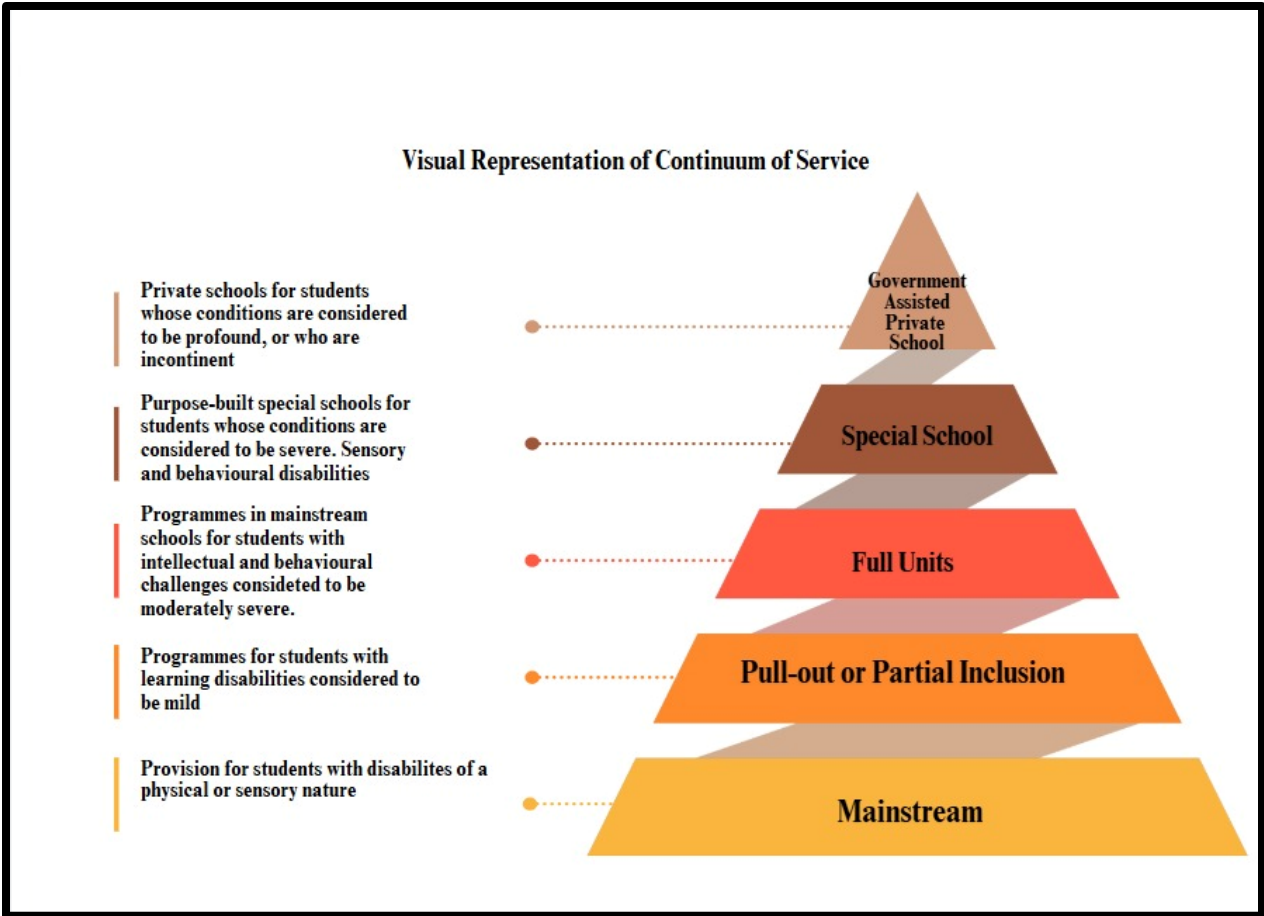 Visual Representation of Continuum of Service
Private schools for students
whose conditions are considered
to be profound, or who are
incontinent
Government
Assisted
Private
School
Purpose-built special schools for
students whose conditions are
considered to be severe. Sensory
and behavioural disabilities
Special School
Programmes in mainstream
schools for students with
intellectual and behavioural
challenges consideted to be
moderately severe.
Full Units
Programmes for students with
learning disabilities considered to
be mild
Pull-out or Partial Inclusion
Provision for students with disabilites of a
physical or sensory nature
Mainstream